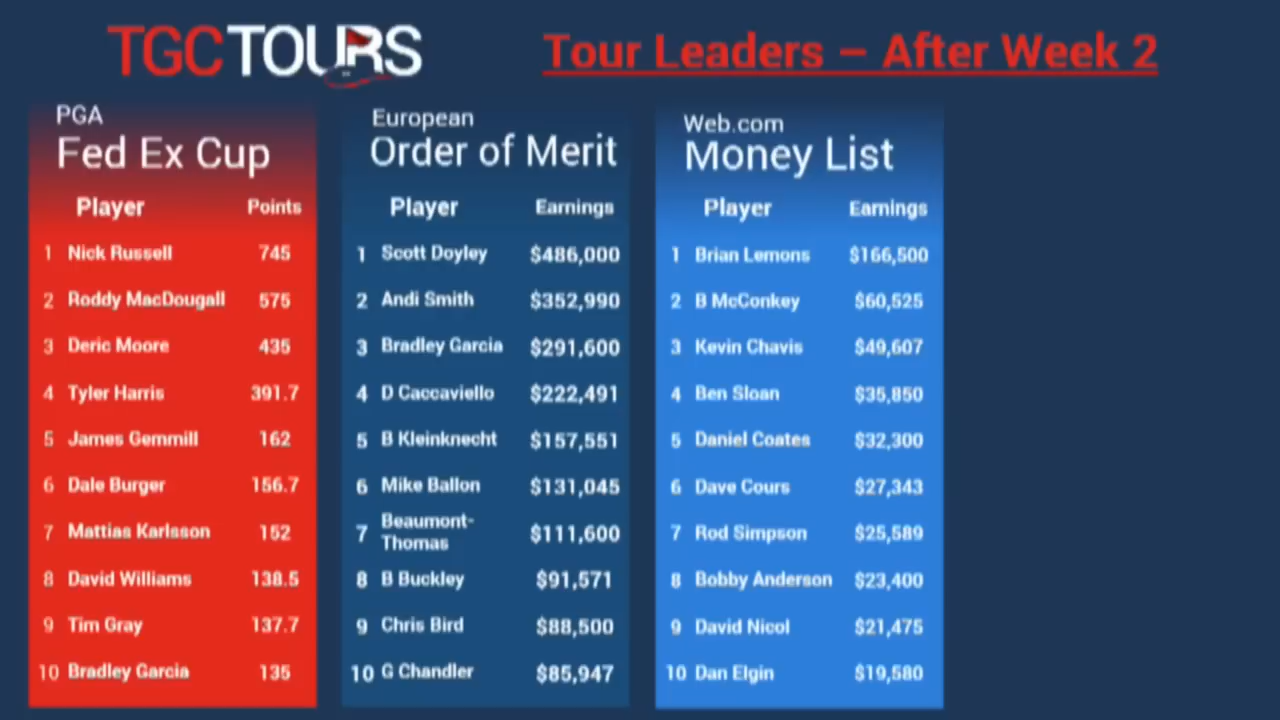 TGCTOURS
Tour Leaders – After Week 2
PGA
Fed Ex Cup
Player Points
1 Nick Russell 745
2 Roddy MacDougall 575
3 Deric Moore 435
4 Tyler Harris 391.7
5 James Gemmill 162
6 Dale Burger 156.7
7 Mattias Karlsson 152
8 David Williams 138.5
9 Tim Gray 137.7
10 Bradley Garcia 135
European
Order of Merit
Player Earnings
1 Scott Doyley $486,000
2 Andi Smith $352,990
3 Bradley Garcia $291,600
4 D Caccaviello $222,491
5 B Kleinknecht $157,551
6 Mike Ballon $131,045
7 Beaumont-
Thomas $111,600
8 B Buckley $91,571
9 Chris Bird $88,500
10 G Chandler $85,947
Web.com
Money List
Player Earnings
1 Brian Lemons $166,500
2 B McConkey $60,525
3 Kevin Chavis $49,607
4 Ben Sloan $35,850
5 Daniel Coates $32,300
6 Dave Cours $27,343
7 Rod Simpson $25,589
8 Bobby Anderson $23,400
9 David Nicol $21,475
10 Dan Elgin $19,580